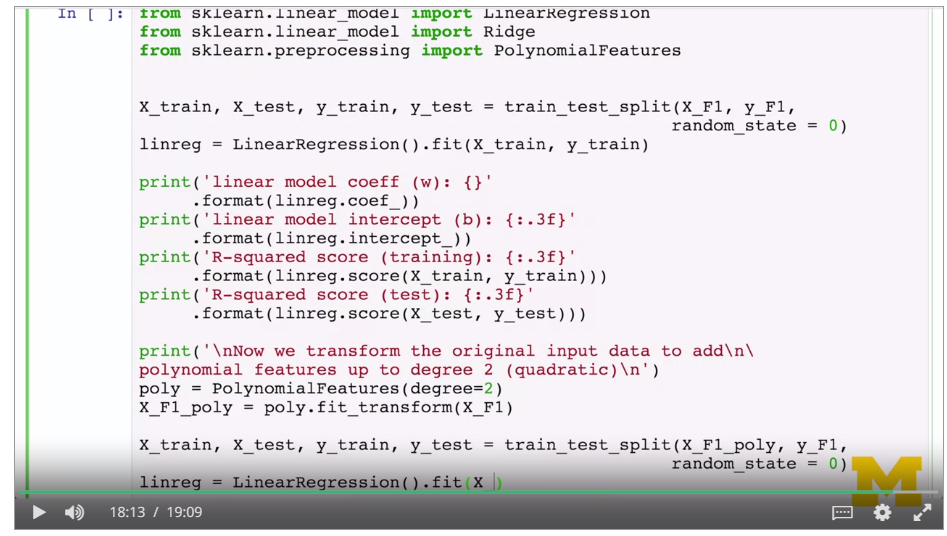 In [ ]: from sklearn.linear_model import LinearRegression
from sklearn.linear_model import Ridge
from sklearn.preprocessing import PolynomialFeatures
X_train, X_test, y_train, y_test = train_test_split(X_F1, y_F1,
random_state = 0)
linreg = LinearRegression().fit(X_train, y_train)
print('linear model coeff (w): {}'
.format(linreg.coef_))
print('linear model intercept (b): {:.3f}'
.format(linreg.intercept_))
print('R-squared score (training): {:.3f}'
.format(linreg.score(X_train, y_train)))
print('R-squared score (test): {:.3f}'
.format(linreg.score(X_test, y_test)))
print('\nNow we transform the original input data to add\n\
polynomial features up to degree 2 (quadratic)\n')
poly = PolynomialFeatures(degree=2)
X_F1_poly = poly.fit_transform(X_F1)
X_train, X_test, y_train, y_test = train_test_split(X_F1_poly, y_F1,
random_state = 0)
linreg = LinearRegression().fit(X_)
M
18:13 / 19:09